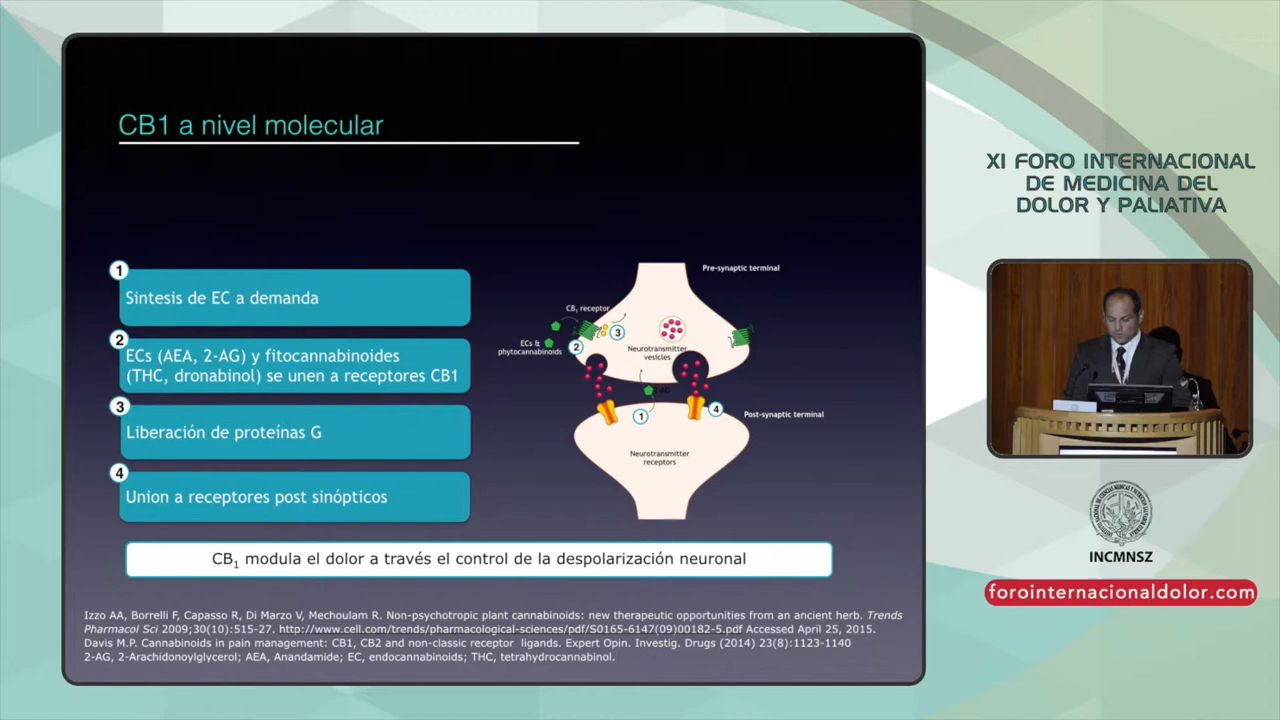 CB1 a nivel molecular
1
Sintesis de EC a demanda
2
ECs (AEA, 2-AG) y fitocannabinoides
(THC, dronabinol) se unen a receptores CB1
3
Liberación de proteínas G
4
Union a receptores post sinópticos
Pre-synaptic terminal
CB1 receptor
3
ECs &
phytocannabinoids
2
Neurotransmitter
vesicles
AG
1
4
Post-synaptic terminal
Neurotransmitter
receptors
CB1 modula el dolor a través el control de la despolarización neuronal
Izzo AA, Borrelli F, Capasso R, Di Marzo V, Mechoulam R. Non-psychotropic plant cannabinoids: new therapeutic opportunities from an ancient herb. Trends
Pharmacol Sci 2009;30(10):515-27. http://www.cell.com/trends/pharmacological-sciences/pdf/S0165-6147(09)00182-5.pdf Accessed April 25, 2015.
Davis M.P. Cannabinoids in pain management: CB1, CB2 and non-classic receptor ligands. Expert Opin. Investig. Drugs (2014) 23(8):1123-1140
2-AG, 2-Arachidonoylglycerol; AEA, Anandamide; EC, endocannabinoids; THC, tetrahydrocannabinol.
XI FORO INTERNACIONAL
DE MEDICINA DEL
DOLOR Y PALIATIVA
INCMNSZ
forointernacionaldolor.com